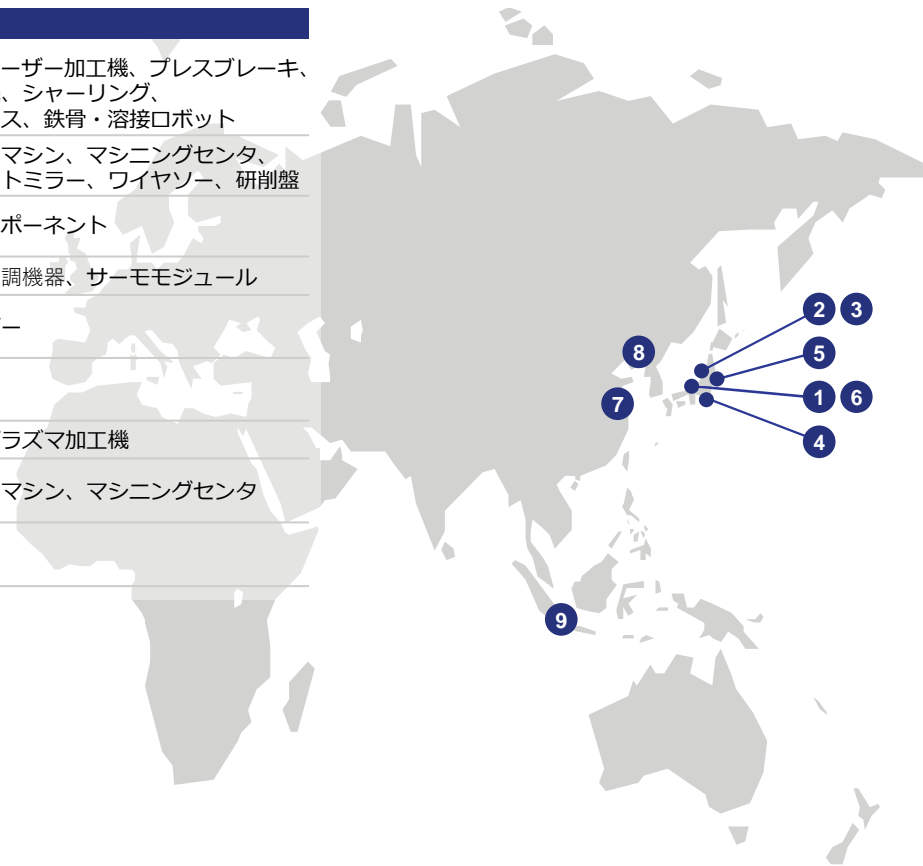 ーザー加工機、プレスブレーキ、
、シャーリング、
ス、鉄骨・溶接ロボット
マシン、マシニングセンタ、
トミラー、ワイヤソー、研削盤
ポーネント
調機器、サーモモジュール
ー
ラズマ加工機
マシン、マシニングセンタ
2 3
8
5
7
1 6
4
9